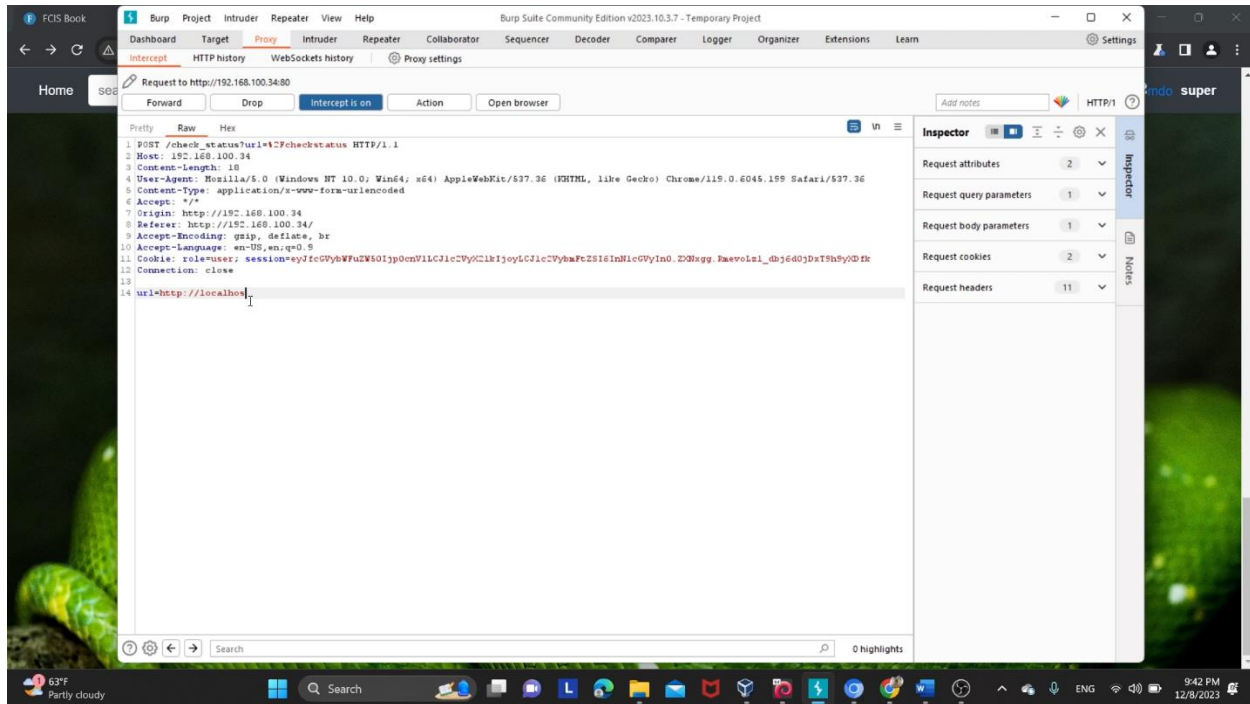 FCIS Book
Burp Project Intruder Repeater View Help
Burp Suite Community Edition v2023.10.3.7 - Temporary Project
Dashboard Target Proxy Intruder Repeater Collaborator Sequencer Decoder Comparer Logger Organizer Extensions Learn
Settings
Intercept HTTP history WebSockets history Proxy settings
Home
sea
mdo super
Request to http://192.168.100.34:80
Forward Drop Intercept is on Action Open browser
Add notes
HTTP/1
Pretty Raw Hex
\n
1 POST /check_status?url=%2Fcheckstatus HTTP/1.1
2 Host: 192.168.100.34
3 Content-Length: 18
4 User-Agent: Mozilla/5.0 (Windows NT 10.0; Win64; x64) AppleWebKit/537.36 (KHTML, like Gecko) Chrome/119.0.6045.159 Safari/537.36
5 Content-Type: application/x-www-form-urlencoded
6 Accept: */*
7 Origin: http://192.168.100.34
8 Referer: http://192.168.100.34/
9 Accept-Encoding: gzip, deflate, br
10 Accept-Language: en-US,en;q=0.9
11 Cookie: role=user;
12 Connection: close
13
14 url=http://localhos
Inspector
Request attributes 2
Request query parameters 1
Request body parameters 1
Request cookies 2
Request headers 11
Inspector
Notes
Search
0 highlights
63°F
Partly cloudy
1
Search
L
ENG
9:42 PM
12/8/2023